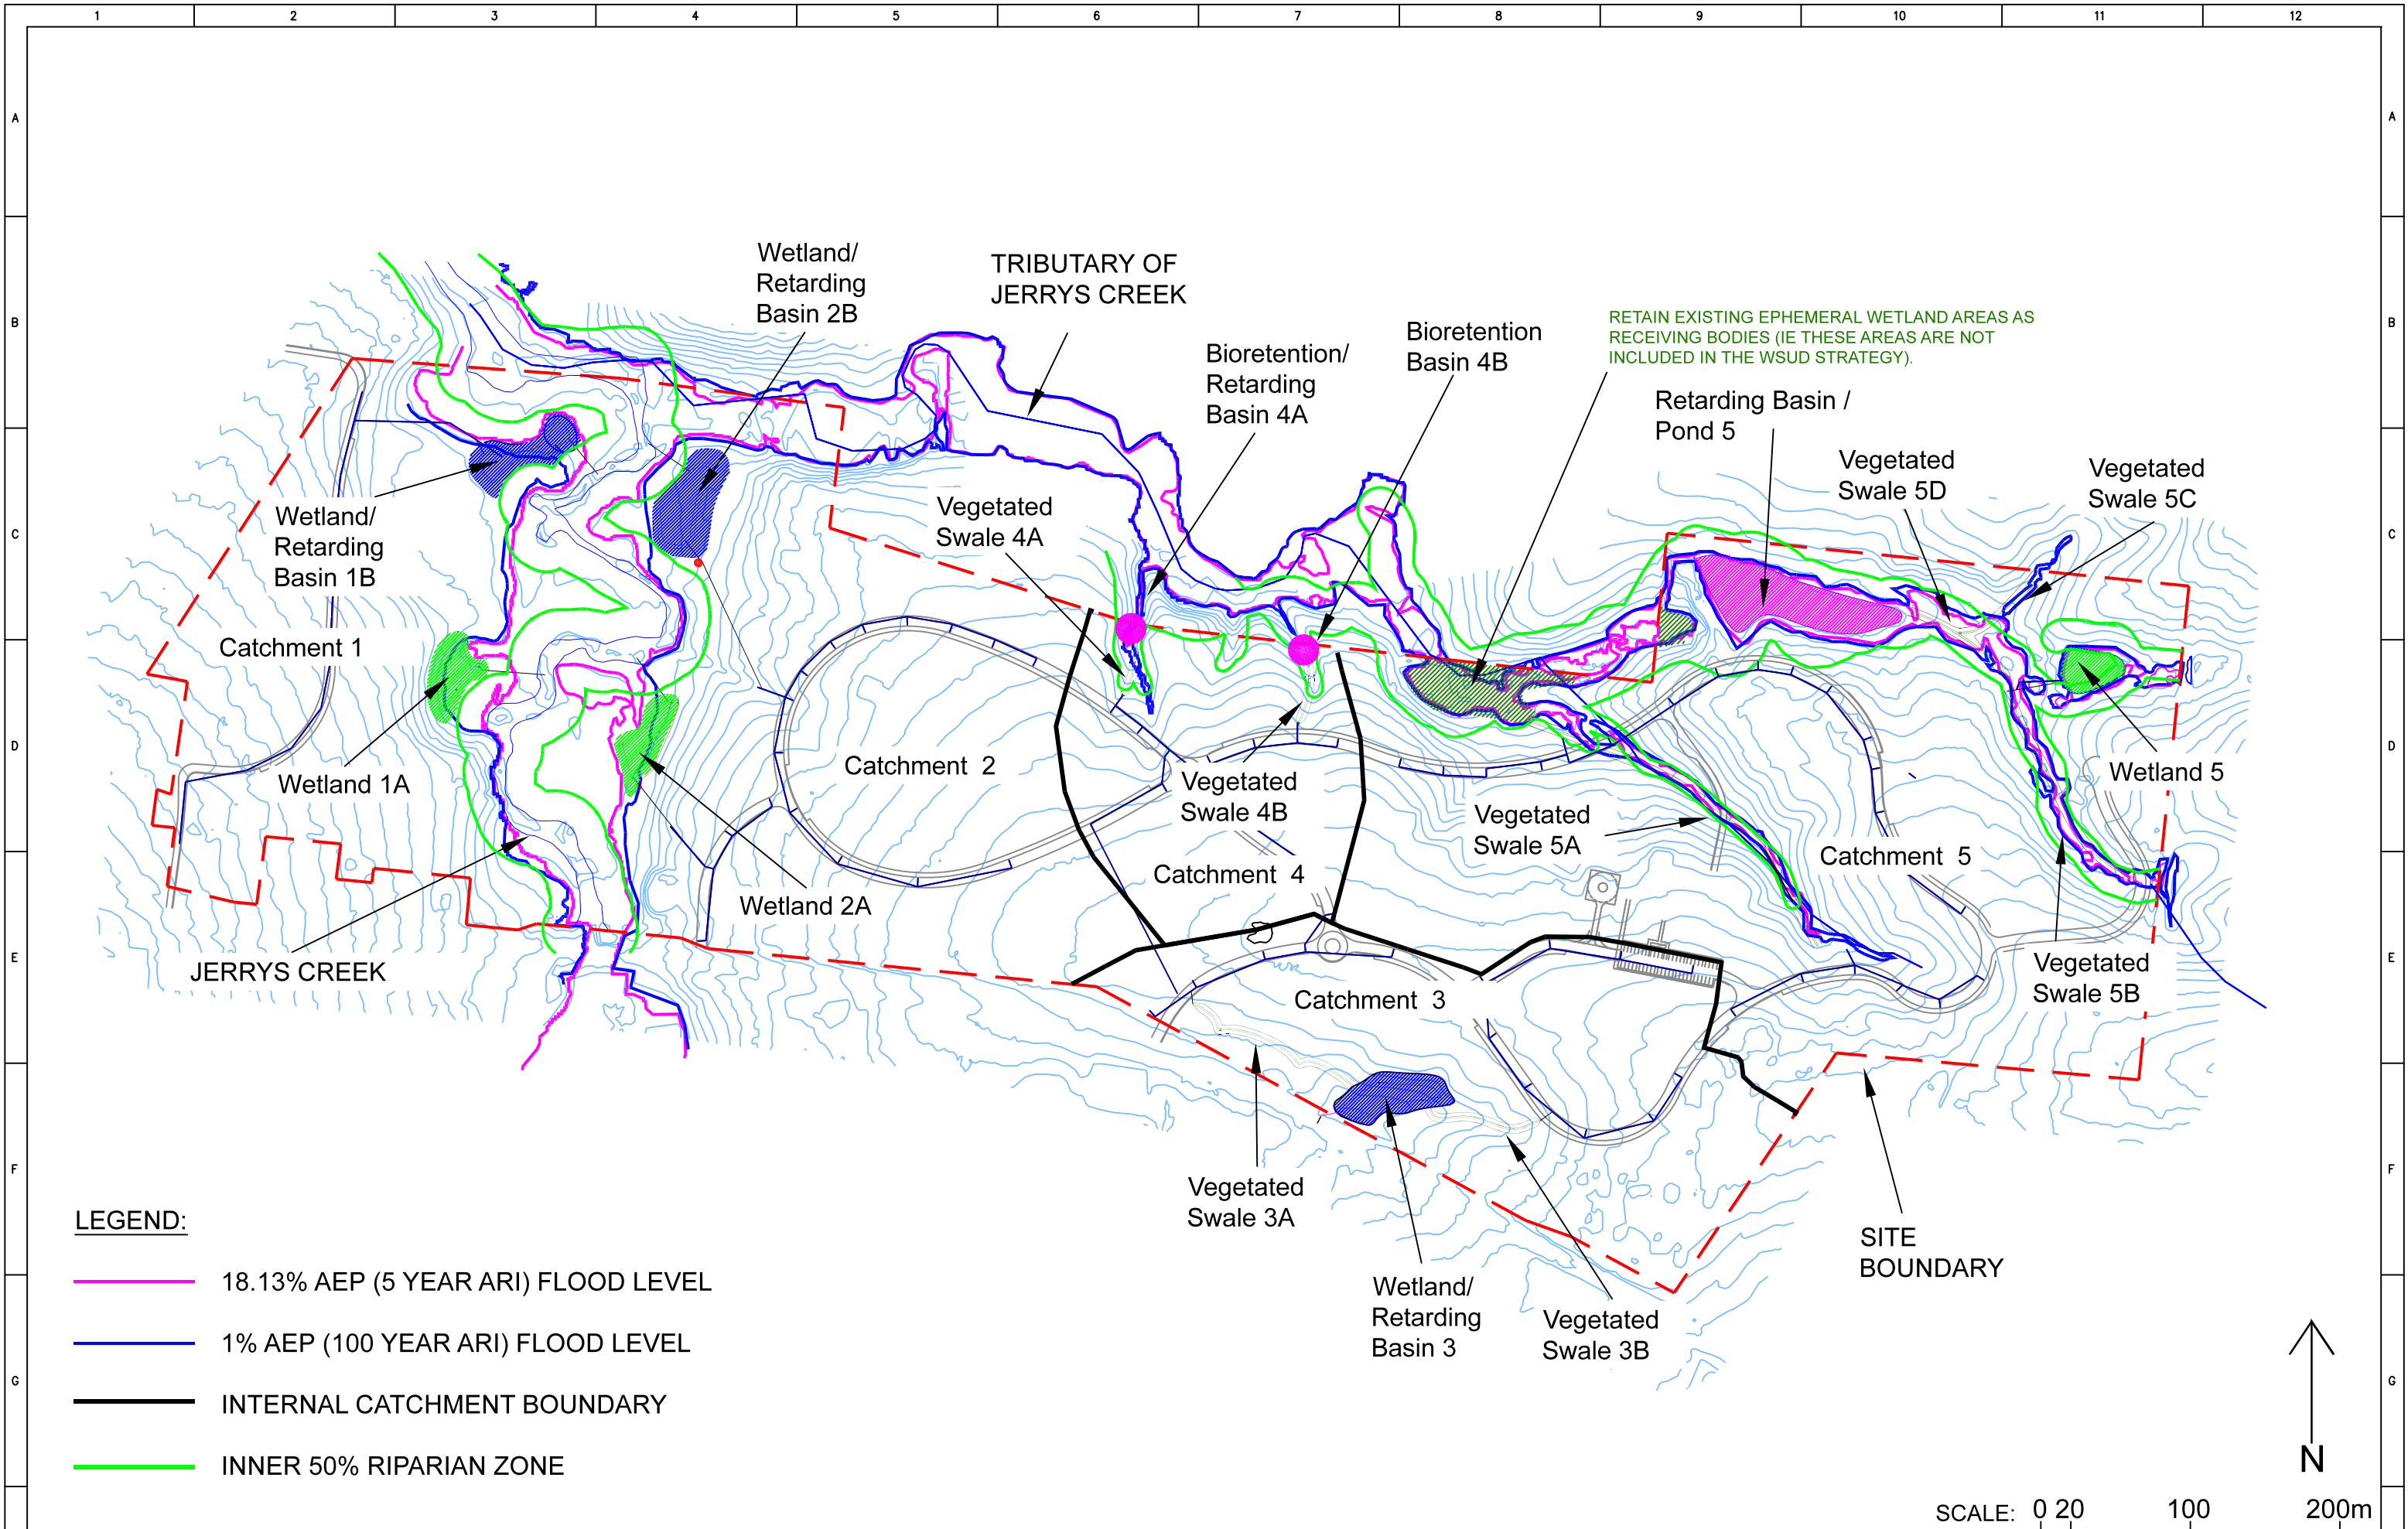 1 2 3 4 5 6 7 8 9 10 11 12
A A
B B
C C
D D
E E
F F
G G
Wetland/
Retarding
Basin 2B
TRIBUTARY OF
JERRYS CREEK
Bioretention/
Retarding
Basin 4A
Bioretention
Basin 4B
RETAIN EXISTING EPHEMERAL WETLAND AREAS AS
RECEIVING BODIES (IE THESE AREAS ARE NOT
INCLUDED IN THE WSUD STRATEGY).
Retarding Basin /
Pond 5
Vegetated
Swale 5D
Vegetated
Swale 5C
Vegetated
Swale 4A
Wetland/
Retarding
Basin 1B
Catchment 1
Wetland 1A
Catchment 2
Vegetated
Swale 4B
Vegetated
Swale 5A
Wetland 5
Catchment 5
Catchment 4
Wetland 2A
JERRYS CREEK
Catchment 3
Vegetated
Swale 5B
Vegetated
Swale 3A
Wetland/
Retarding
Basin 3
Vegetated
Swale 3B
SITE
BOUNDARY
LEGEND:
18.13% AEP (5 YEAR ARI) FLOOD LEVEL
1% AEP (100 YEAR ARI) FLOOD LEVEL
INTERNAL CATCHMENT BOUNDARY
INNER 50% RIPARIAN ZONE
N
SCALE: 0 20 100 200m